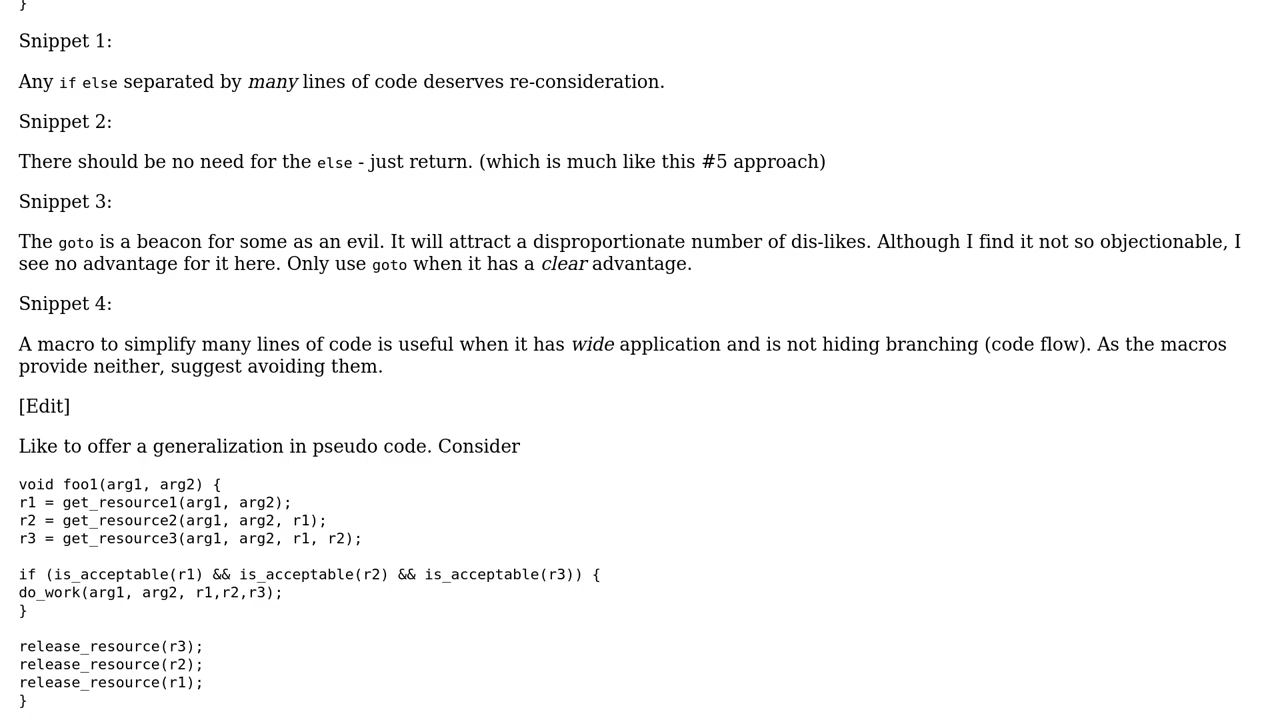 }
Snippet 1:
Any if else separated by many lines of code deserves re-consideration.
Snippet 2:
There should be no need for the else - just return. (which is much like this #5 approach)
Snippet 3:
The goto is a beacon for some as an evil. It will attract a disproportionate number of dis-likes. Although I find it not so objectionable, I
see no advantage for it here. Only use goto when it has a clear advantage.
Snippet 4:
A macro to simplify many lines of code is useful when it has wide application and is not hiding branching (code flow). As the macros
provide neither, suggest avoiding them.
[Edit]
Like to offer a generalization in pseudo code. Consider
void foo1(arg1, arg2) {
r1 = get_resource1(arg1, arg2);
r2 = get_resource2(arg1, arg2, r1);
r3 = get_resource3(arg1, arg2, r1, r2);
if (is_acceptable(r1) && is_acceptable(r2) && is_acceptable(r3)) {
do_work(arg1, arg2, r1,r2,r3);
}
release_resource(r3);
release_resource(r2);
release_resource(r1);
}